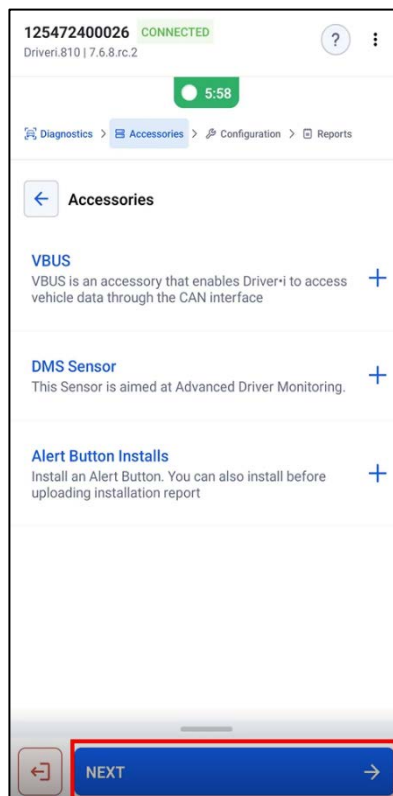 125472400026 CONNECTED
Driveri.810 | 7.6.8.rc.2
?
5:58
Diagnostics > Accessories > Configuration > Reports
Accessories
VBUS
VBUS is an accessory that enables Driver•i to access
vehicle data through the CAN interface
DMS Sensor
This Sensor is aimed at Advanced Driver Monitoring.
Alert Button Installs
Install an Alert Button. You can also install before
uploading installation report
NEXT